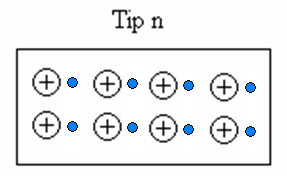 Tip n
+ + + +
+ + + +